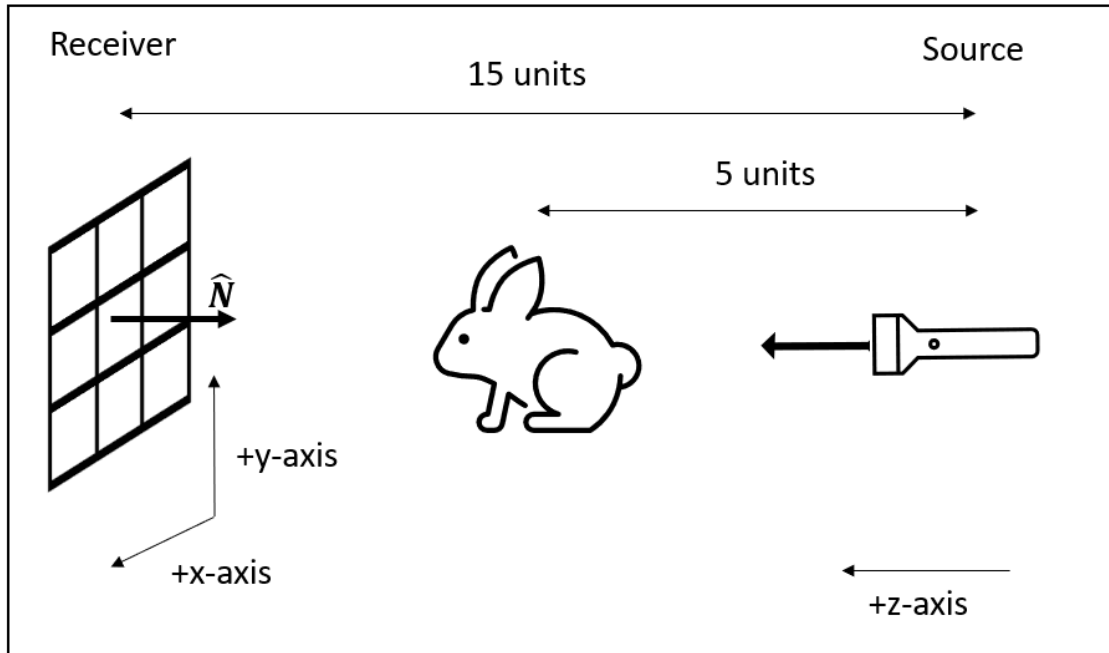 Receiver
Source
15 units
5 units
N̂
+y-axis
+x-axis
+z-axis